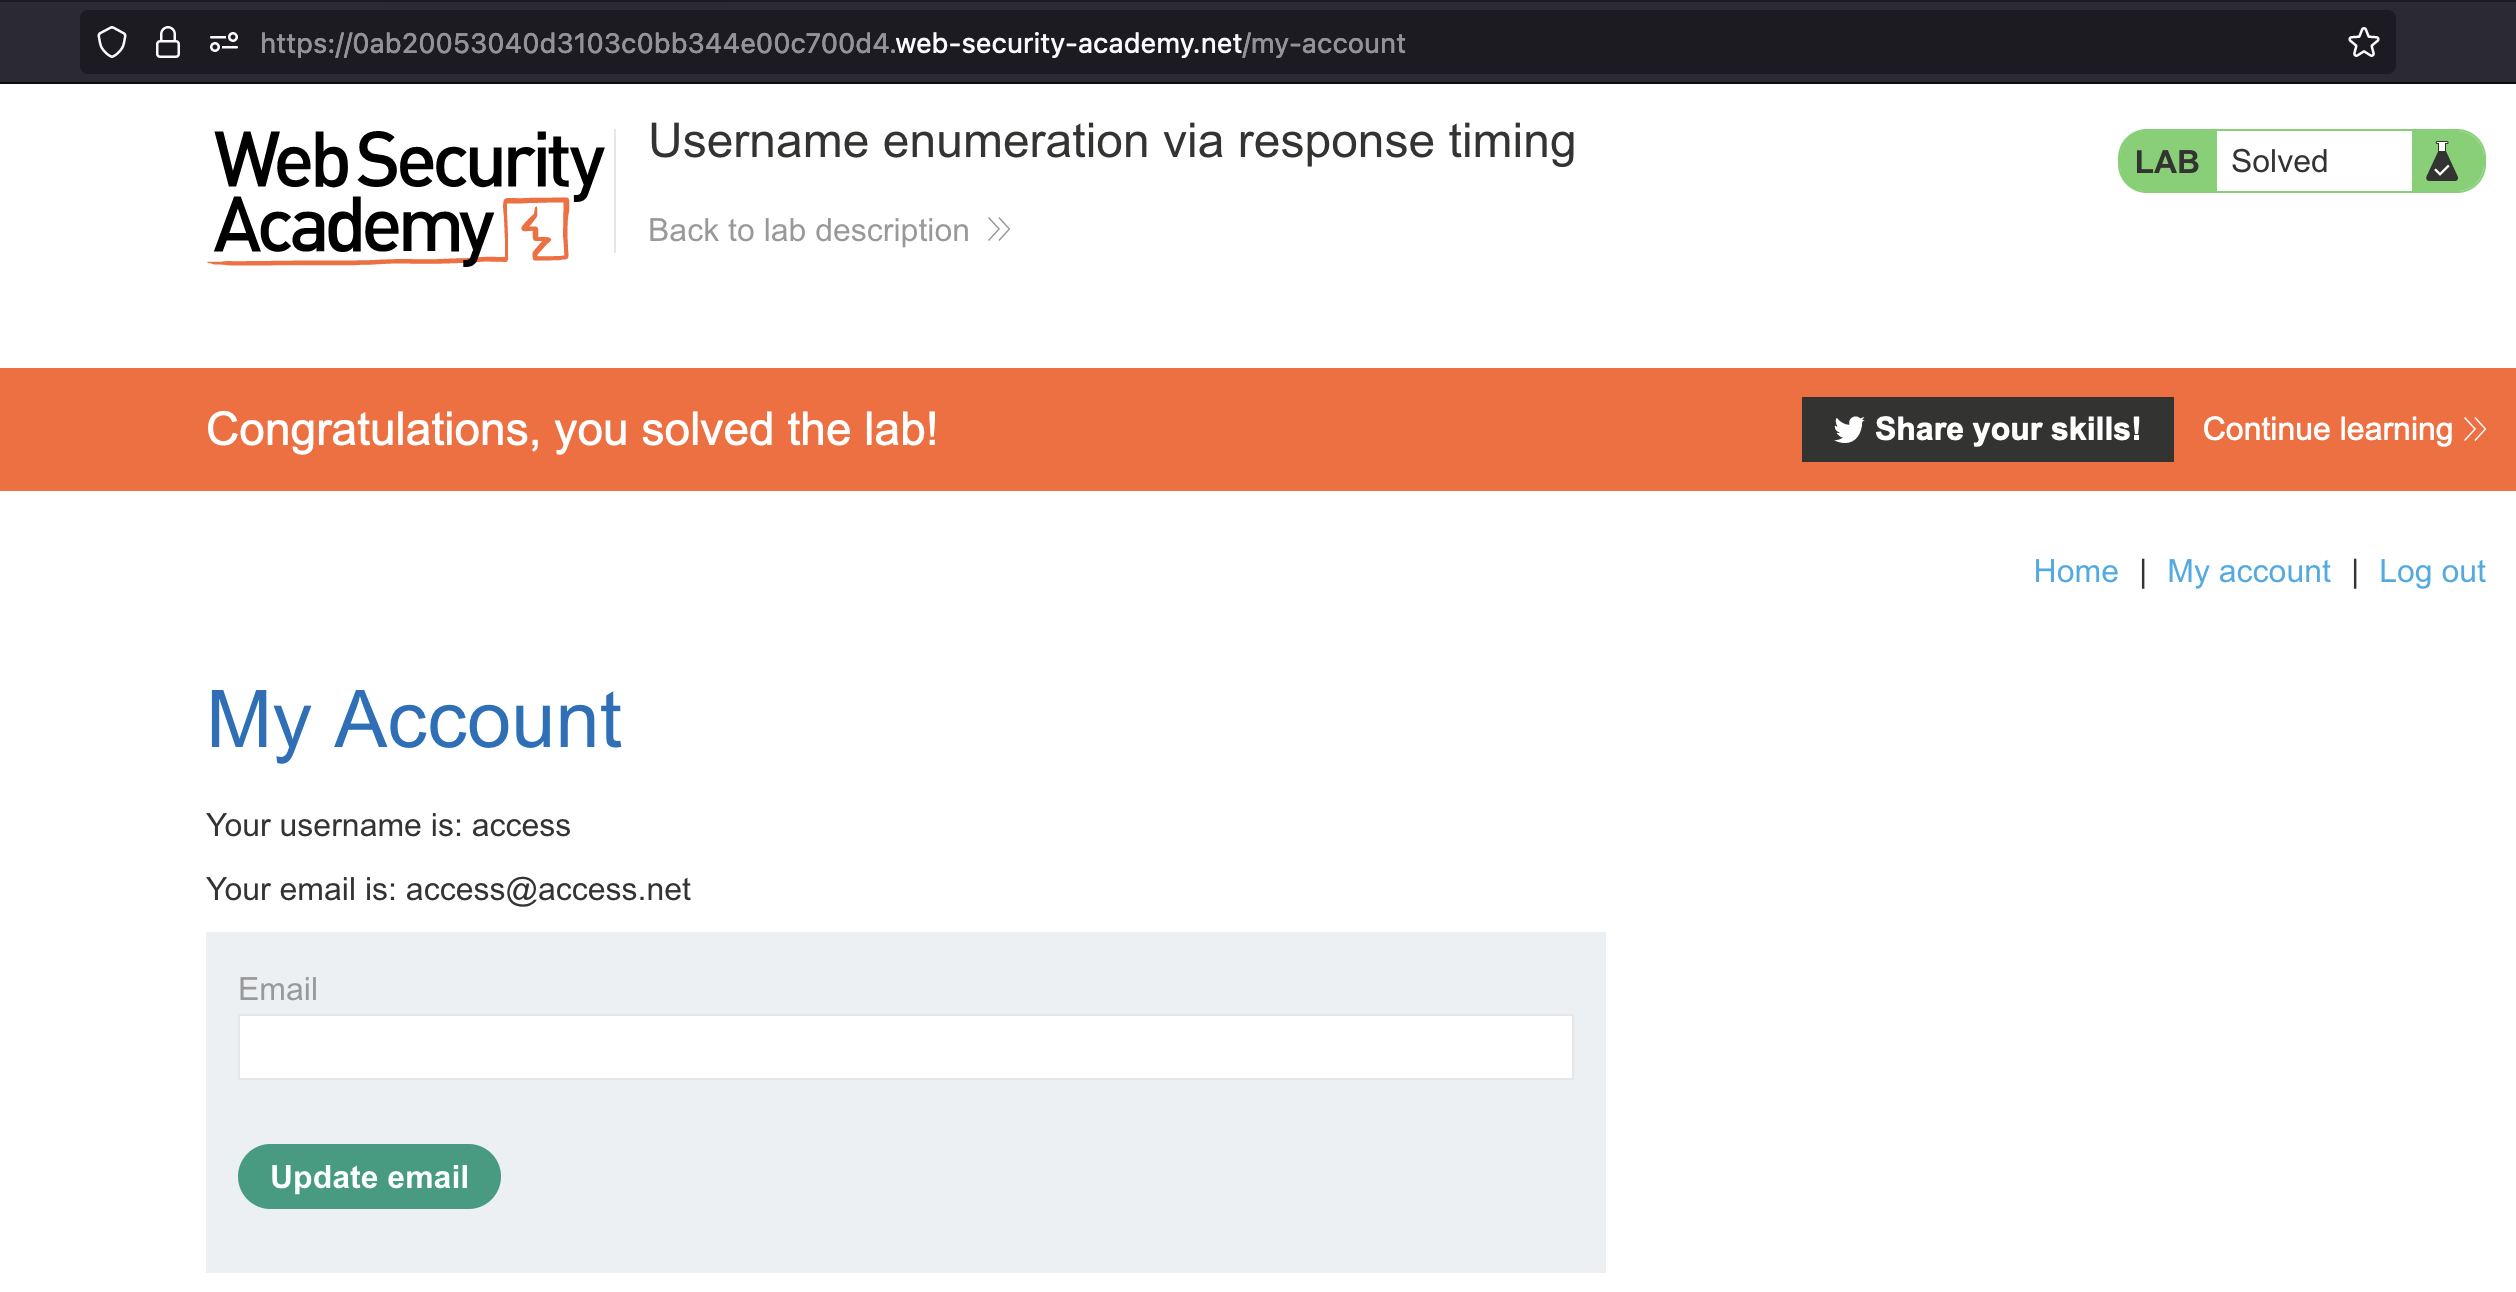 https://0ab20053040d3103c0bb344e00c700d4.web-security-academy.net/my-account
Web Security
Academy
Username enumeration via response timing
Back to lab description
LAB Solved
Congratulations, you solved the lab!
Share your skills!
Continue learning
Home | My account | Log out
My Account
Your username is: access
Your email is: access@access.net
Email
Update email